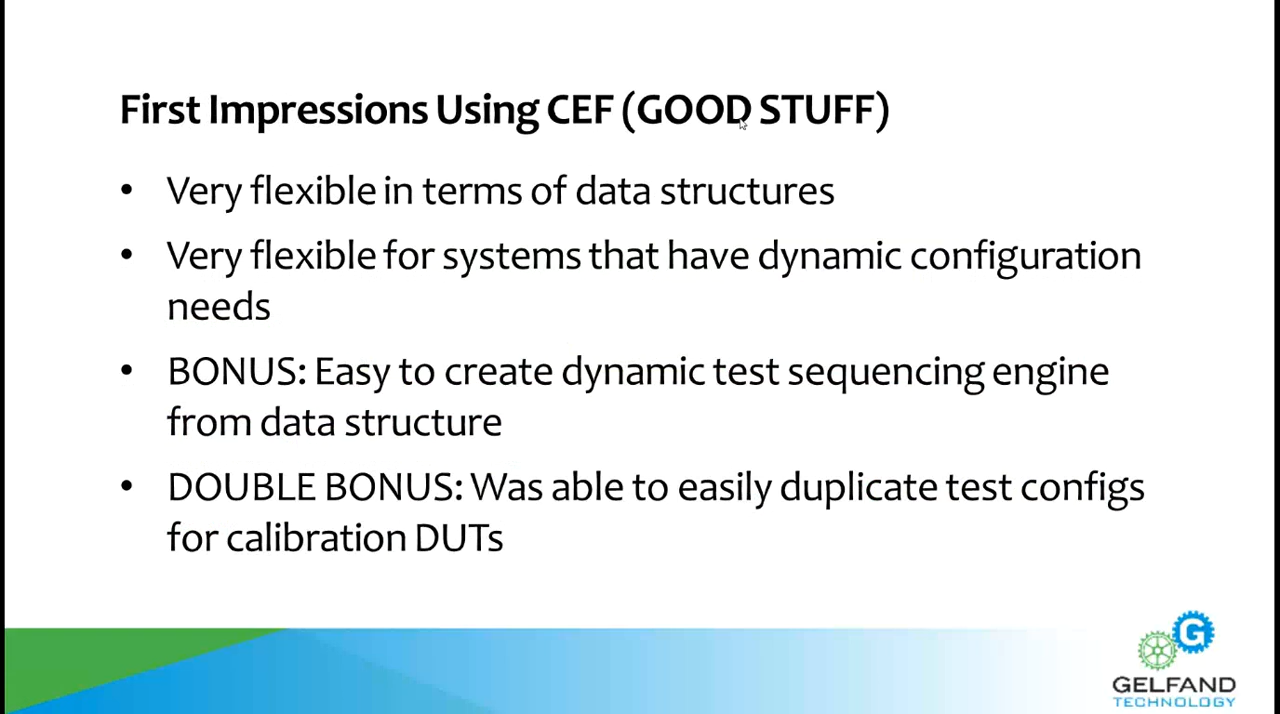 First Impressions Using CEF (GOOD STUFF)
• Very flexible in terms of data structures
• Very flexible for systems that have dynamic configuration
needs
• BONUS: Easy to create dynamic test sequencing engine
from data structure
• DOUBLE BONUS: Was able to easily duplicate test configs
for calibration DUTs
G
GELFAND
TECHNOLOGY